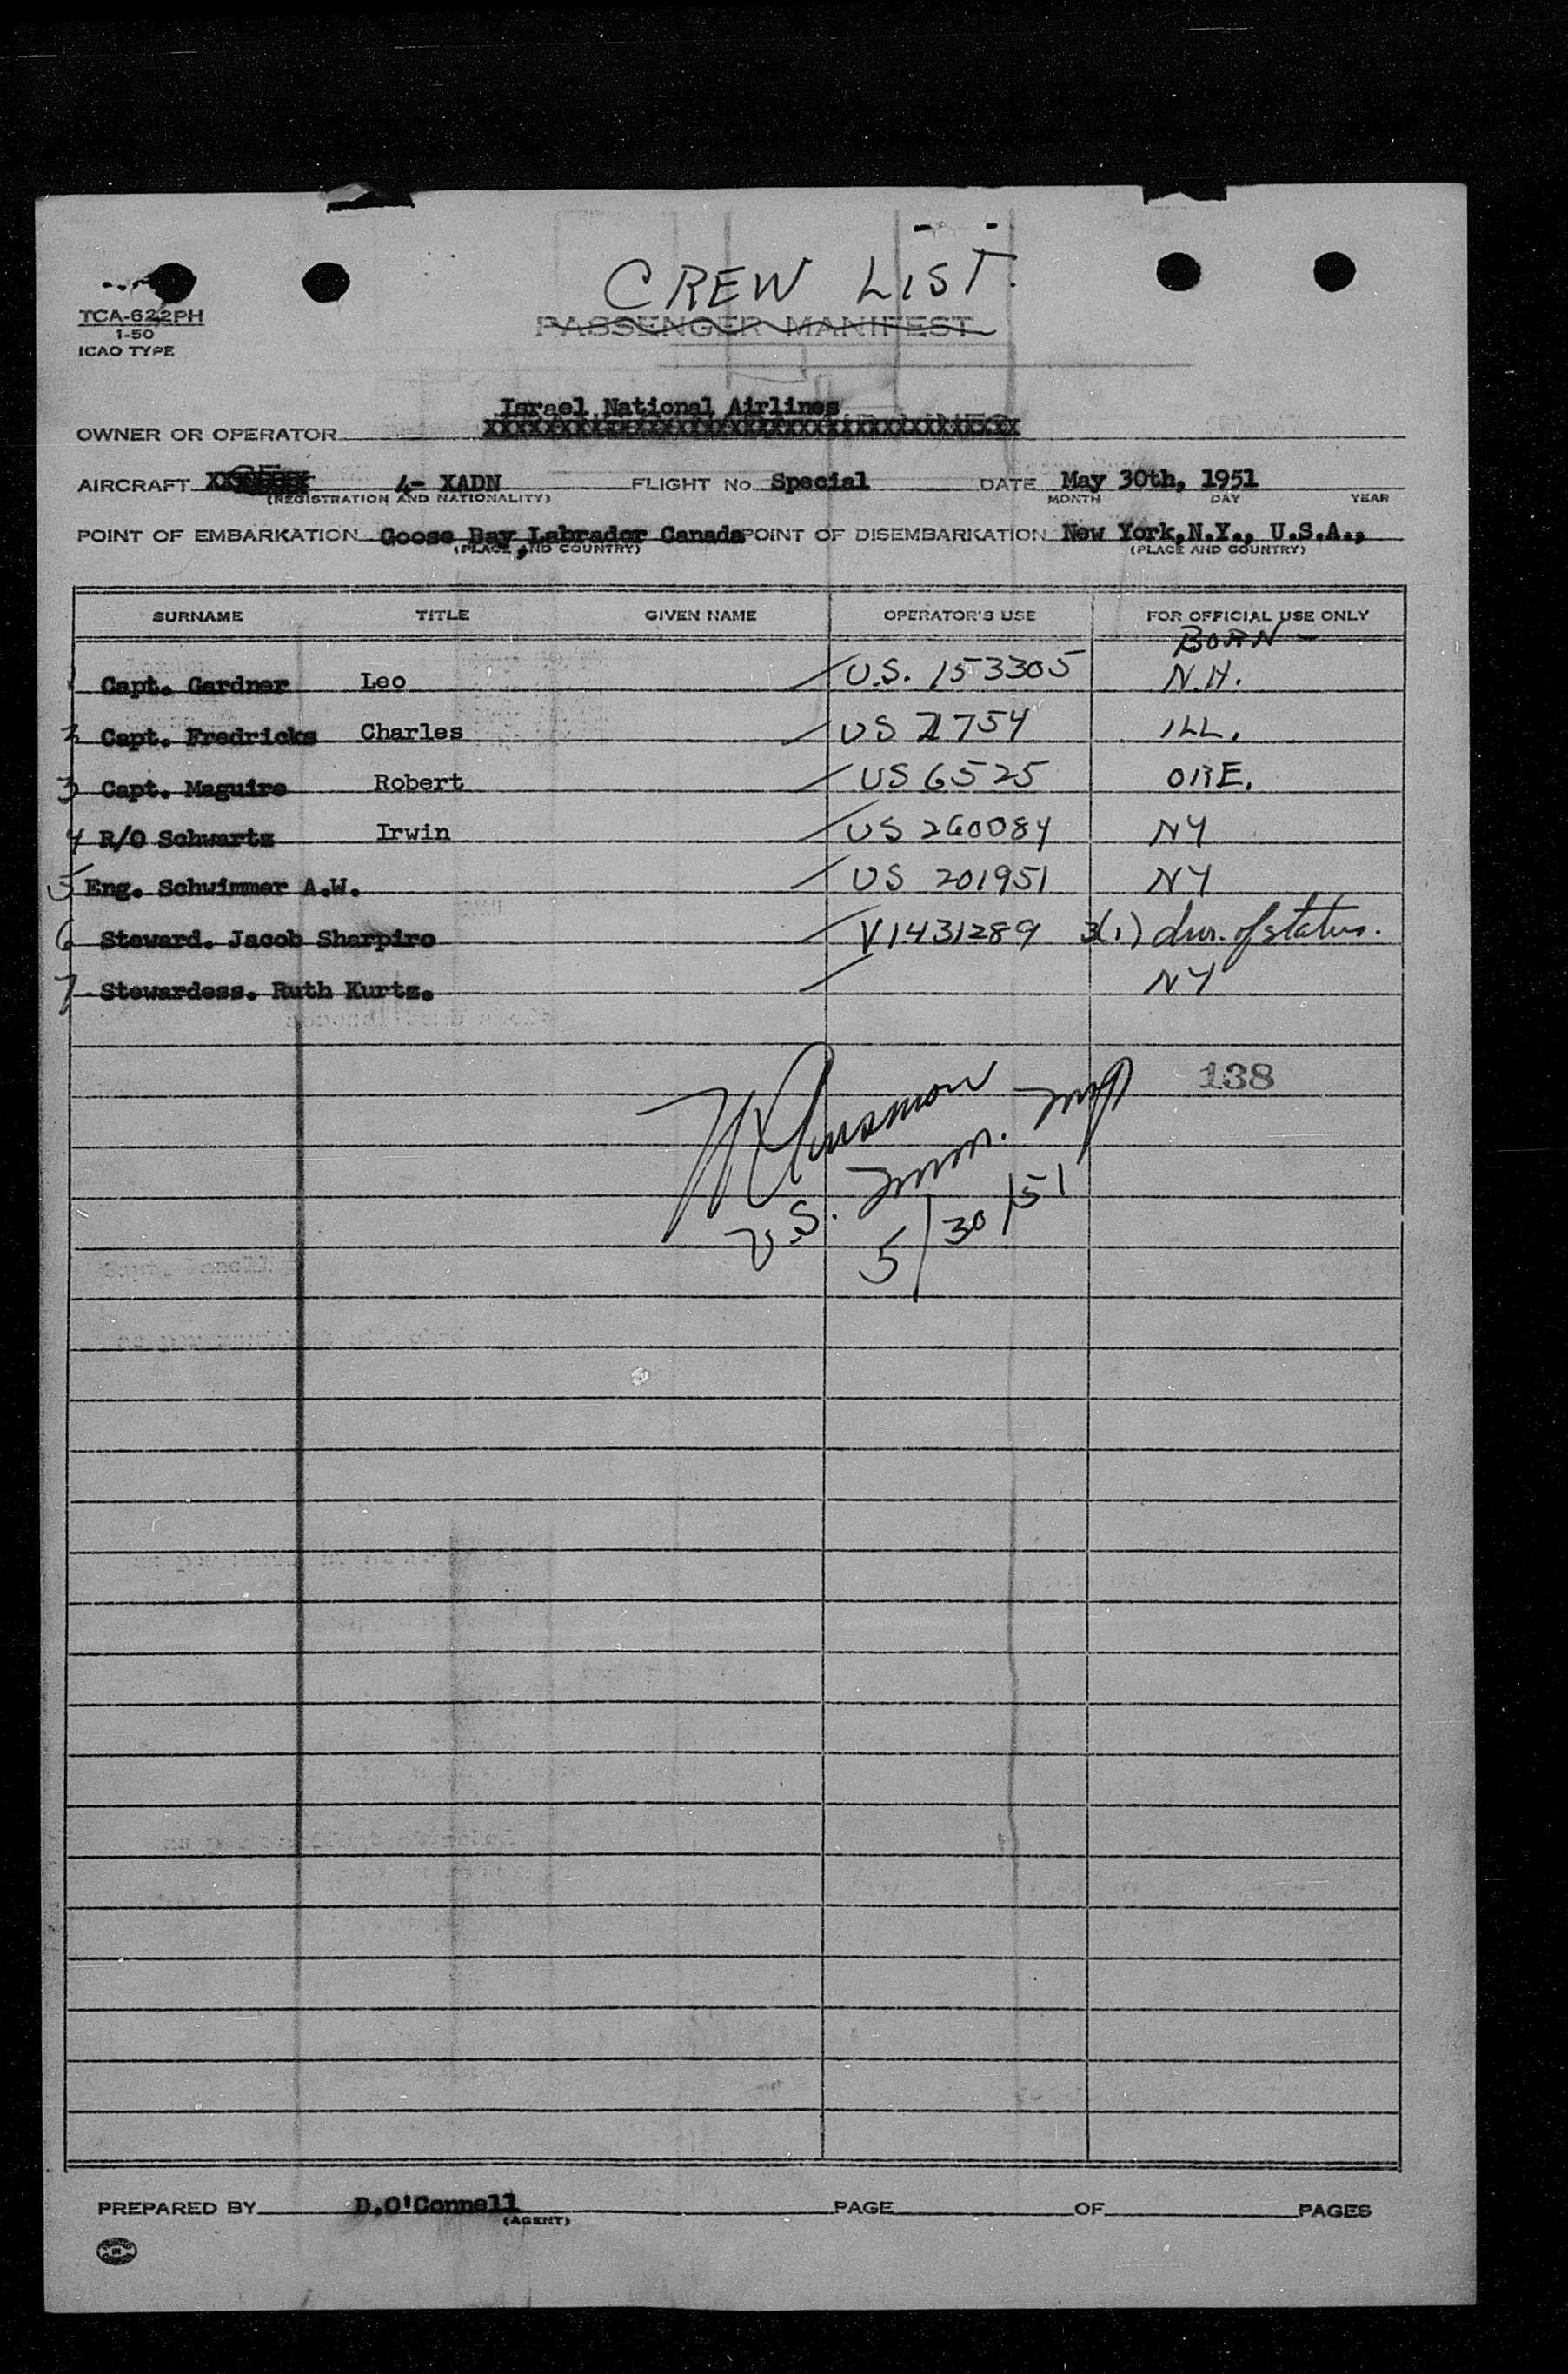 CREW LIST.
TCA-622PH
1-50
ICAO TYPE
PASSENGER MANIFEST
Israel National Airlines
OWNER OR OPERATOR
AIRCRAFT 4- XADN FLIGHT No. Special DATE May 30th, 1951
(REGISTRATION AND NATIONALITY) MONTH DAY YEAR
POINT OF EMBARKATION Goose Bay, Labrador Canada POINT OF DISEMBARKATION New York,N.Y., U.S.A.,
(PLACE AND COUNTRY) (PLACE AND COUNTRY)
SURNAME TITLE GIVEN NAME OPERATOR'S USE FOR OFFICIAL USE ONLY
BORN -
1 Capt. Gardner Leo U.S. 153305 N.H.
2 Capt. Fredricks Charles US 7754 ILL.
3 Capt. Maguire Robert US 6525 ORE.
4 R/O Schwartz Irwin US 260084 NY
5 Eng. Schwimmer A.W. US 201951 NY
6 Steward. Jacob Sharpiro V1431289 3(1) dur. of status.
7 Stewardess. Ruth Kurtz. NY
138
U.S. Imm. Insp
5/30/51
PREPARED BY D.O'Connell PAGE OF PAGES
(AGENT)